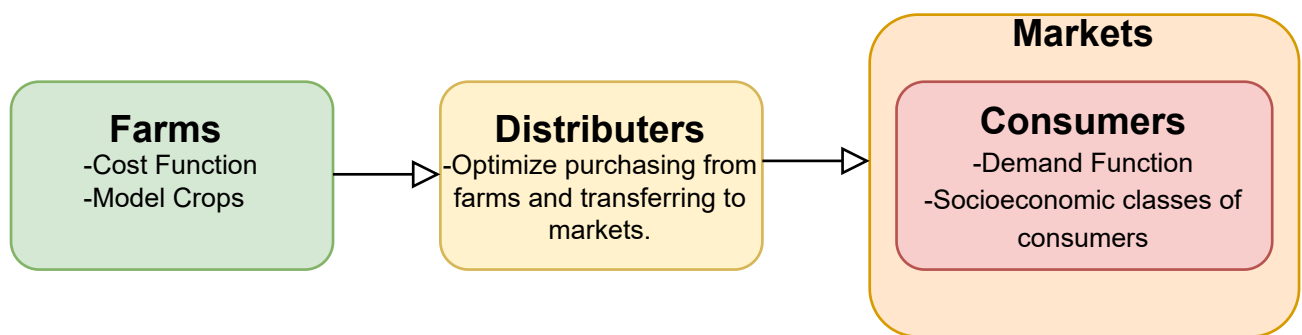 Farms
-Cost Function
-Model Crops
Distributers
-Optimize purchasing from
farms and transferring to
markets.
Markets
Consumers
-Demand Function
-Socioeconomic classes of
consumers